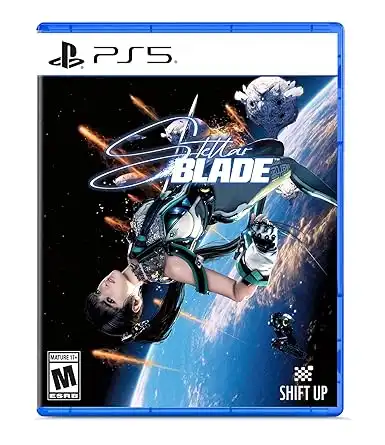 PS5
Stellar
BLADE
MATURE 17+
M
ESRB
SHIFT UP